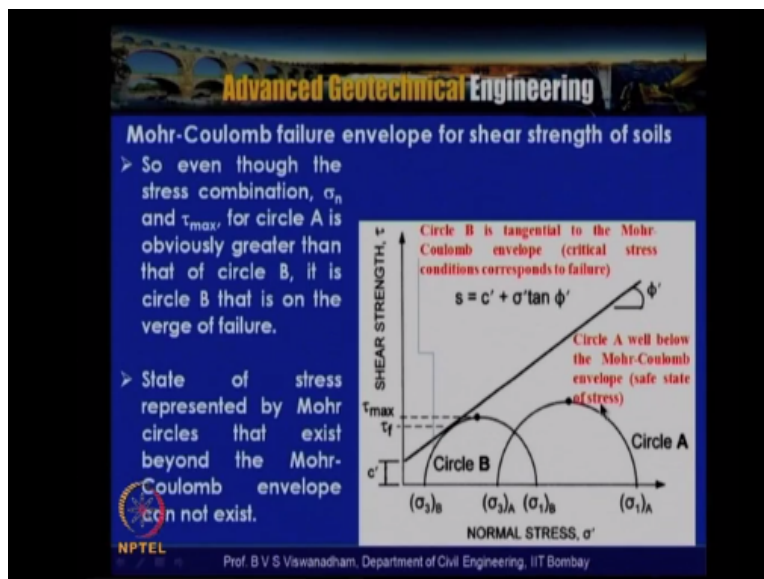 Advanced Geotechnical Engineering
Mohr-Coulomb failure envelope for shear strength of soils
➢ So even though the
stress combination, σn
and τmax, for circle A is
obviously greater than
that of circle B, it is
circle B that is on the
verge of failure.
➢ State of stress
represented by Mohr
circles that exist
beyond the Mohr-
Coulomb envelope
can not exist.
Circle B is tangential to the Mohr-
Coulomb envelope (critical stress
conditions corresponds to failure)
s = c' + σ'tan ϕ'
ϕ'
Circle A well below
the Mohr-Coulomb
envelope (safe state
of stress)
SHEAR STRENGTH, τ
τmax
τf
c'
Circle B
Circle A
(σ3)B (σ3)A (σ1)B (σ1)A
NORMAL STRESS, σ'
NPTEL
Prof. B V S Viswanadham, Department of Civil Engineering, IIT Bombay